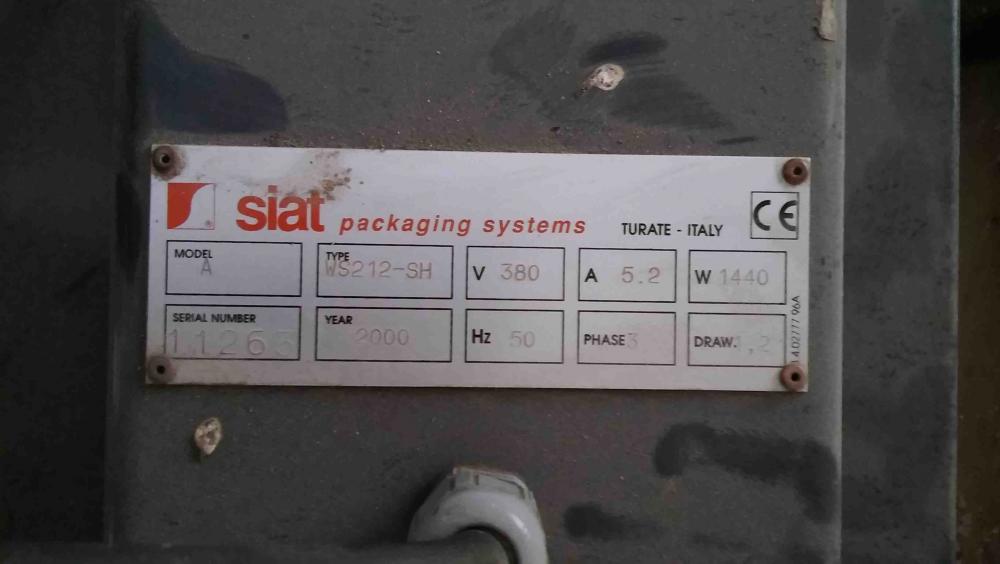 siat packaging systems TURATE - ITALY CE
MODEL A
TYPE WS212-SH
V 380
A 5.2
W 1440
SERIAL NUMBER
YEAR 2000
Hz 50
PHASE 3
DRAW.